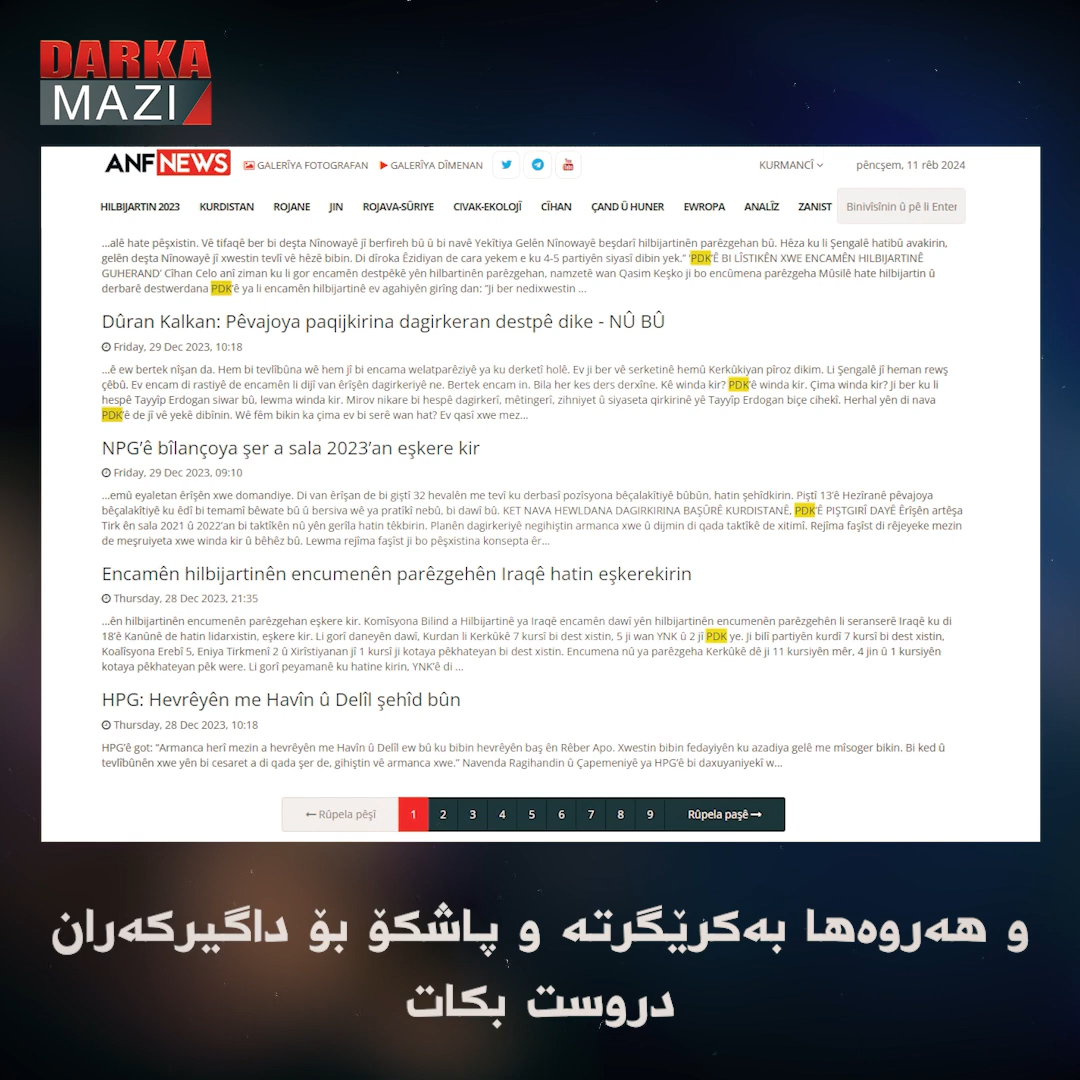 DARKA
MAZI
ANFNEWS GALERÎYA FOTOGRAFAN GALERÎYA DÎMENAN KURMANCÎ pêncşem, 11 rêb 2024
HILBIJARTIN 2023 KURDISTAN ROJANE JIN ROJAVA-SÛRIYE CIVAK-EKOLOJÎ CÎHAN ÇAND Û HUNER EWROPA ANALÎZ ZANIST Binivîsînin û pê li Enter
...alê hate pêşxistin. Vê tifaqê ber bi deşta Nînowayê jî berfireh bû û bi navê Yekîtiya Gelên Nînowayê beşdarî hilbijartinên parêzgehan bû. Hêza ku li Şengalê hatibû avakirin,
gelên deşta Nînowayê jî xwestin tevlî vê hêzê bibin. Di dîroka Êzidiyan de cara yekem e ku 4-5 partiyên siyasî dibin yek.” ‘PDK’Ê BI LÎSTIKÊN XWE ENCAMÊN HILBIJARTINÊ
GUHERAND’ Cîhan Celo anî ziman ku li gor encamên destpêkê yên hilbartinên parêzgehan, namzetê wan Qasim Keşko ji bo encûmena parêzgeha Mûsilê hate hilbijartin û
derbarê destwerdana PDK’ê ya li encamên hilbijartinê ev agahiyên girîng dan: “Ji ber nedixwestin ...
Dûran Kalkan: Pêvajoya paqijkirina dagirkeran destpê dike - NÛ BÛ
Friday, 29 Dec 2023, 10:18
...ê ew bertek nîşan da. Hem bi tevlîbûna wê hem jî bi encama welatparêziyê ya ku derketî holê. Ev ji ber vê serketinê hemû Kerkûkiyan pîroz dikim. Li Şengalê jî heman rewş
çêbû. Ev encam di rastiyê de encamên li dijî van êrîşên dagirkeriyê ne. Bertek encam in. Bila her kes ders derxîne. Kê winda kir? PDK’ê winda kir. Çima winda kir? Ji ber ku li
hespê Tayyîp Erdogan siwar bû, lewma winda kir. Mirov nikare bi hespê dagirkerî, mêtingerî, zihniyet û siyaseta qirkirinê yê Tayyîp Erdogan biçe cihekî. Herhal yên di nava
PDK’ê de jî vê yekê dibînin. Wê fêm bikin ka çima ev bi serê wan hat? Ev qasî xwe mez...
NPG’ê bîlançoya şer a sala 2023’an eşkere kir
Friday, 29 Dec 2023, 09:10
...emû eyaletan êrîşên xwe domandiye. Di van êrîşan de bi giştî 32 hevalên me tevî ku derbasî pozîsyona bêçalakîtiyê bûbûn, hatin şehîdkirin. Piştî 13’ê Hezîranê pêvajoya
bêçalakîtiyê ku êdî bi temamî bêwate bû û bersiva wê ya pratîkî nebû, bi dawî bû. KET NAVA HEWLDANA DAGIRKIRINA BAŞÛRÊ KURDISTANÊ, PDK’Ê PIŞTGIRÎ DAYÊ Êrîşên artêşa
Tirk ên sala 2021 û 2022’an bi taktîkên nû yên gerîla hatin têkbirin. Planên dagirkeriyê negihiştin armanca xwe û dijmin di qada taktîkê de xitimî. Rejîma faşîst di rêjeyeke mezin
de meşruiyeta xwe winda kir û bêhêz bû. Lewma rejîma faşîst ji bo pêşxistina konsepta êr...
Encamên hilbijartinên encumenên parêzgehên Iraqê hatin eşkerekirin
Thursday, 28 Dec 2023, 21:35
...ên hilbijartinên encumenên parêzgehan eşkere kir. Komîsyona Bilind a Hilbijartinê ya Iraqê encamên dawî yên hilbijartinên encumenên parêzgehên li seranserê Iraqê ku di
18’ê Kanûnê de hatin lidarxistin, eşkere kir. Li gorî daneyên dawî, Kurdan li Kerkûkê 7 kursî bi dest xistin, 5 ji wan YNK û 2 jî PDK ye. Ji bilî partiyên kurdî 7 kursî bi dest xistin,
Koalîsyona Erebî 5, Eniya Tirkmenî 2 û Xirîstiyanan jî 1 kursî ji kotaya pêkhateyan bi dest xistin. Encumena nû ya parêzgeha Kerkûkê dê ji 11 kursiyên mêr, 4 jin û 1 kursiyên
kotaya pêkhateyan pêk were. Li gorî peyamanê ku hatine kirin, YNK’ê di ...
HPG: Hevrêyên me Havîn û Delîl şehîd bûn
Thursday, 28 Dec 2023, 10:18
HPG’ê got: “Armanca herî mezin a hevrêyên me Havîn û Delîl ew bû ku bibin hevrêyên baş ên Rêber Apo. Xwestin bibin fedayiyên ku azadiya gelê me mîsoger bikin. Bi ked û
tevlîbûnên xwe yên bi cesaret a di qada şer de, gihiştin vê armanca xwe.” Navenda Ragihandin û Çapemeniyê ya HPG’ê bi daxuyaniyekî w...
← Rûpela pêşî 1 2 3 4 5 6 7 8 9 Rûpela paşê →
و هەروەها بەکرێگرتە و پاشکۆ بۆ داگیرکەران
دروست بکات